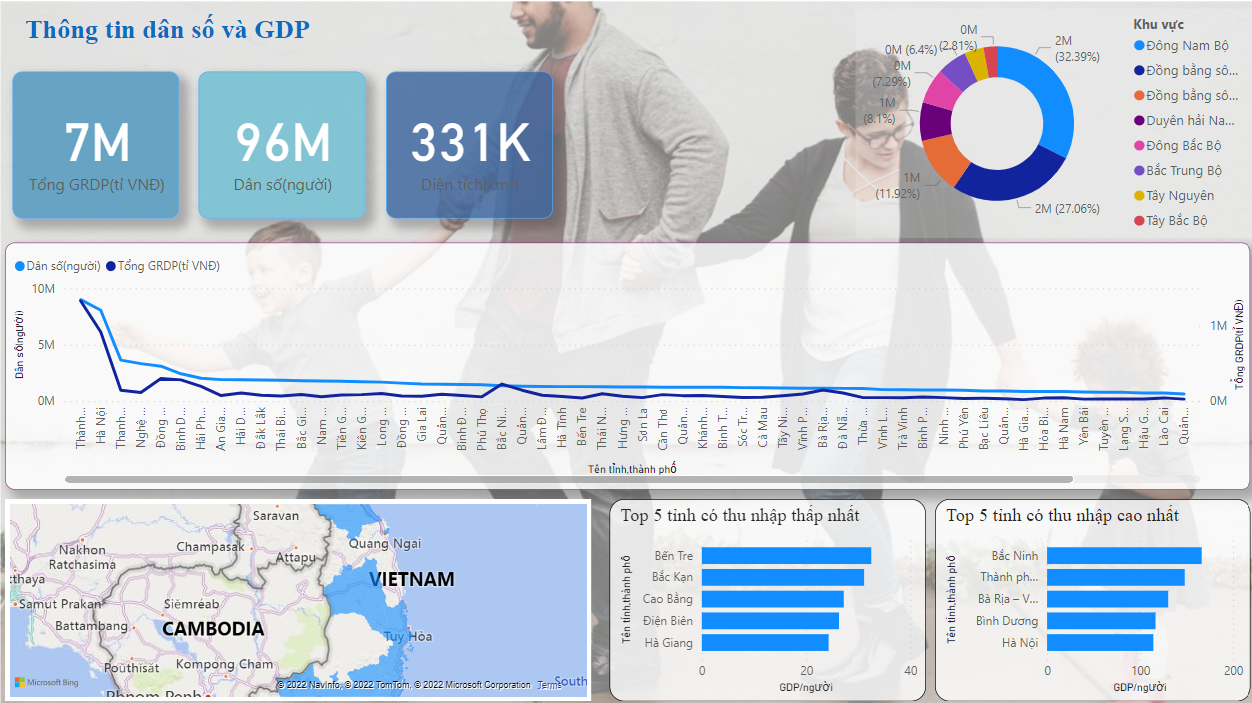 Thông tin dân số và GDP
7M
Tổng GRDP(tỉ VNĐ)
96M
Dân số(người)
331K
Diện tích(km²)
0M
(2.81%)
0M (6.4%)
0M
(7.29%)
1M
(8.1%)
1M
(11.92%)
2M
(32.39%)
2M (27.06%)
Khu vực
Đông Nam Bộ
Đồng bằng sô...
Đồng bằng sô...
Duyên hải Na...
Đông Bắc Bộ
Bắc Trung Bộ
Tây Nguyên
Tây Bắc Bộ
Dân số(người) Tổng GRDP(tỉ VNĐ)
10M
5M
0M
Dân số(người)
1M
0M
Tổng GRDP(tỉ VNĐ)
Thành...
Hà Nội
Thanh ...
Nghệ ...
Đồng ...
Bình D...
Hải Ph...
An Gia...
Hải D...
Đắk Lắk
Thái Bì...
Bắc Gi...
Nam ...
Tiền G...
Kiên G...
Long ...
Đồng ...
Gia Lai
Quản...
Bình Đ...
Phú Thọ
Bắc Ni...
Quản...
Lâm Đ...
Hà Tĩnh
Bến Tre
Thái N...
Hưng ...
Sơn La
Cần Thơ
Quản...
Khánh...
Bình T...
Sóc Tr...
Cà Mau
Tây Ni...
Vĩnh P...
Bà Rịa...
Đà Nẵ...
Thừa ...
Vĩnh L...
Trà Vinh
Bình P...
Ninh ...
Phú Yên
Bạc Liêu
Quản...
Hà Gia...
Hòa Bì...
Hà Nam
Yên Bái
Tuyên ...
Lạng S...
Hậu G...
Lào Cai
Quản...
Tên tỉnh,thành phố
Saravan
Nakhon
Ratchasima
Champasak
Attapu
Quang Ngai
VIETNAM
Samut Prakan
Siĕmréab
Battambang
CAMBODIA
Tuy Hòa
Poŭthĭsăt
Kompong Cham
Phnom Penh
South
Microsoft Bing
© 2022 NavInfo, © 2022 TomTom, © 2022 Microsoft Corporation Terms
Top 5 tỉnh có thu nhập thấp nhất
Tên tỉnh,thành phố
Bến Tre
Bắc Kạn
Cao Bằng
Điện Biên
Hà Giang
0 20 40
GDP/người
Top 5 tỉnh có thu nhập cao nhất
Tên tỉnh,thành phố
Bắc Ninh
Thành ph...
Bà Rịa – V...
Bình Dương
Hà Nội
0 100 200
GDP/người